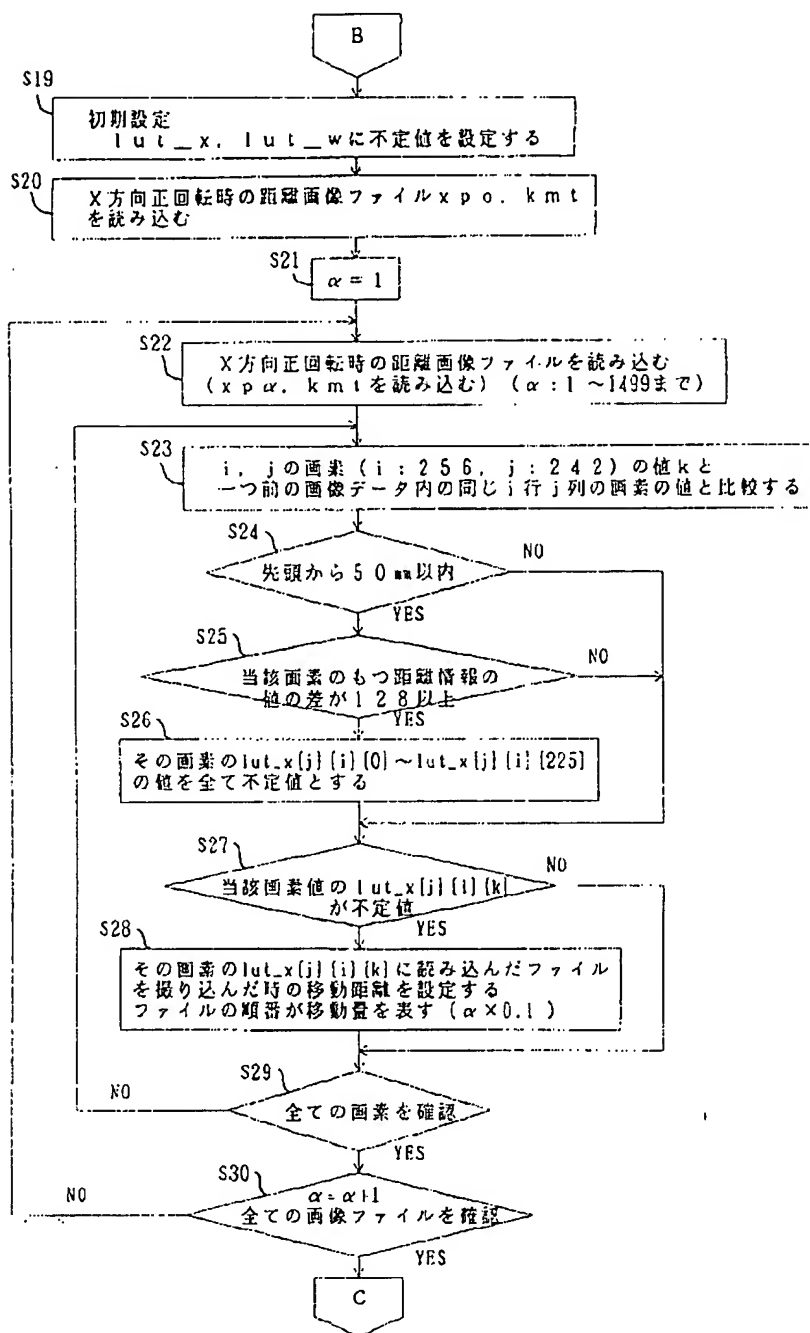 B
S19
初期設定
lut_x, lut_wに不定値を設定する
S20
X方向正回転時の距離画像ファイルxp0.kmt
を読み込む
S21
α=1
S22
X方向正回転時の距離画像ファイルを読み込む
(xpα.kmtを読み込む) (α:1~1499まで)
S23
i, jの画素(i:256, j:242)の値kと
一つ前の画像データ内の同じi行j列の画素の値と比較する
S24
先頭から50mm以内
NO
YES
S25
当該画素のもつ距離情報の
値の差が128以上
NO
YES
S26
その画素のlut_x[j][i][0]~lut_x[j][i][225]
の値を全て不定値とする
S27
当該画素値のlut_x[j][i][k]
が不定値
NO
YES
S28
その画素のlut_x[j][i][k]に読み込んだファイル
を撮り込んだ時の移動距離を設定する
ファイルの順番が移動量を表す(α×0.1)
S29
全ての画素を確認
NO
YES
S30
α=α+1
全ての画像ファイルを確認
NO
YES
C